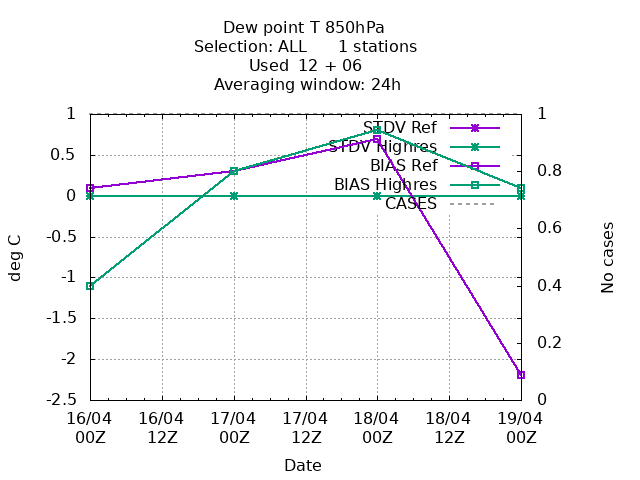 Dew point T 850hPa
Selection: ALL      1 stations
Used  12 + 06
Averaging window: 24h
1
0.5
0
-0.5
-1
-1.5
-2
-2.5
deg C
STDV Ref
STDV Highres
BIAS Ref
BIAS Highres
CASES
1
0.8
0.6
0.4
0.2
0
No cases
16/04 00Z
16/04 12Z
17/04 00Z
17/04 12Z
18/04 00Z
18/04 12Z
19/04 00Z
Date